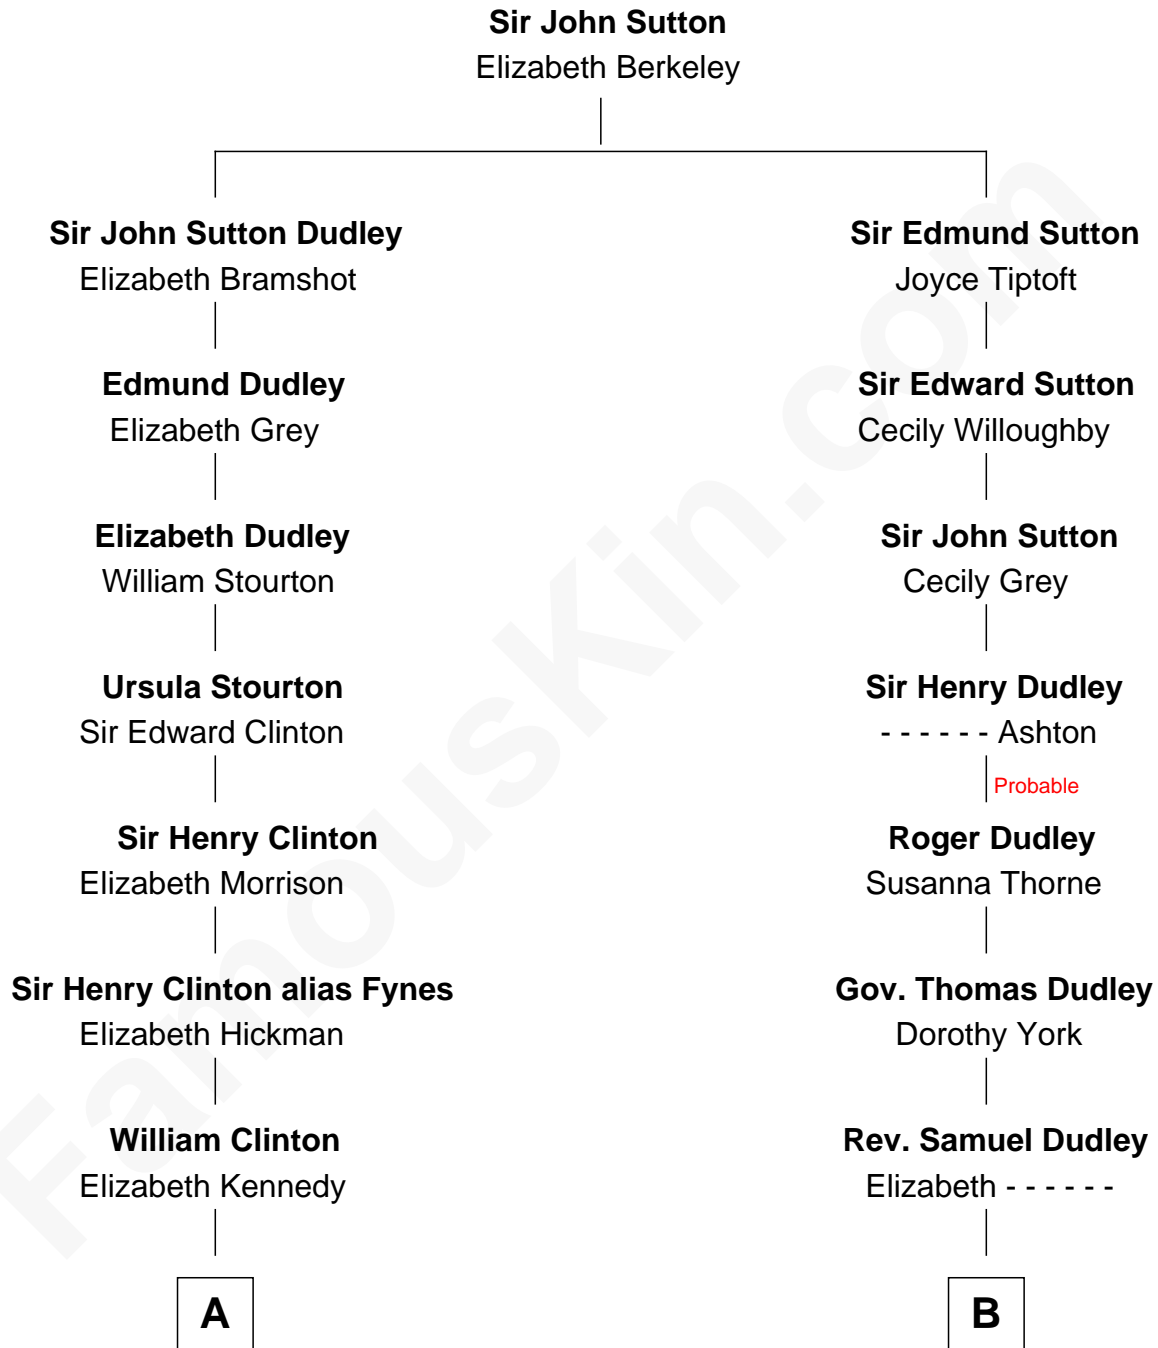 Sir John Sutton
Elizabeth Berkeley
Sir John Sutton Dudley
Elizabeth Bramshot
Sir Edmund Sutton
Joyce Tiptoft
Edmund Dudley
Elizabeth Grey
Sir Edward Sutton
Cecily Willoughby
Elizabeth Dudley
William Stourton
Sir John Sutton
Cecily Grey
Ursula Stourton
Sir Edward Clinton
Sir Henry Dudley
- - - - - - Ashton
Probable
Sir Henry Clinton
Elizabeth Morrison
Roger Dudley
Susanna Thorne
Sir Henry Clinton alias Fynes
Elizabeth Hickman
Gov. Thomas Dudley
Dorothy York
William Clinton
Elizabeth Kennedy
Rev. Samuel Dudley
Elizabeth - - - - - -
A
B
FamousKin.com